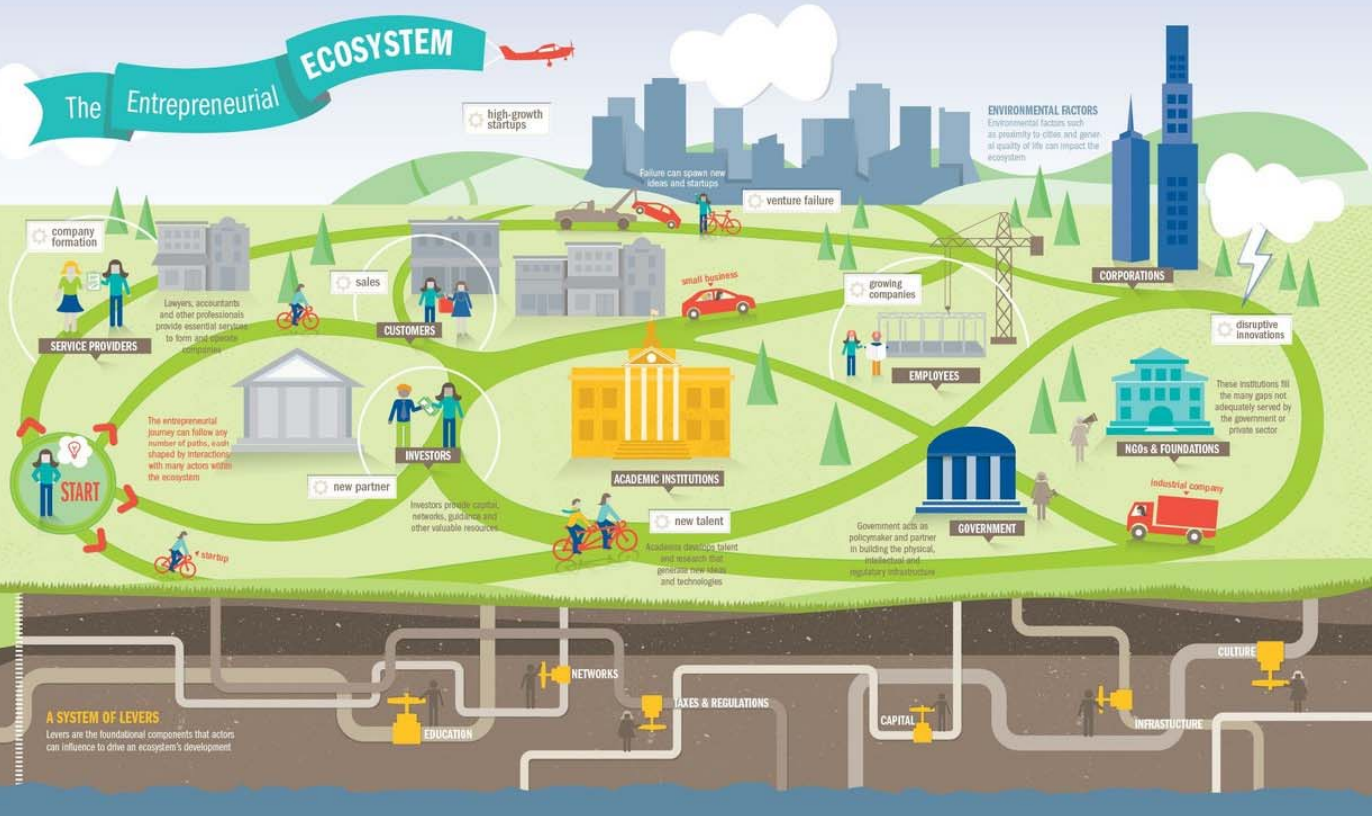 The Entrepreneurial ECOSYSTEM
high-growth
startups
ENVIRONMENTAL FACTORS
Environmental factors such
as proximity to cities and gener
al quality of life can impact the
ecosystem
Failure can spawn new
ideas and startups
venture failure
company
formation
sales
small business
growing
companies
CORPORATIONS
disruptive
innovations
Lawyers, accountants
and other professionals
provide essential services
to form and operate
companies
SERVICE PROVIDERS
CUSTOMERS
EMPLOYEES
These institutions fill
the many gaps not
adequately served by
the government or
private sector
NGOs & FOUNDATIONS
The entrepreneurial
journey can follow any
number of paths, each
shaped by interactions
with many actors within
the ecosystem
START
INVESTORS
new partner
Investors provide capital,
networks, guidance and
other valuable resources
ACADEMIC INSTITUTIONS
new talent
Academia develops talent
and research that
generate new ideas
and technologies
Government acts as
policymaker and partner
in building the physical,
intellectual and
regulatory infrastructure
GOVERNMENT
industrial company
startup
A SYSTEM OF LEVERS
Levers are the foundational components that actors
can influence to drive an ecosystem's development
EDUCATION
NETWORKS
TAXES & REGULATIONS
CAPITAL
INFRASTUCTURE
CULTURE